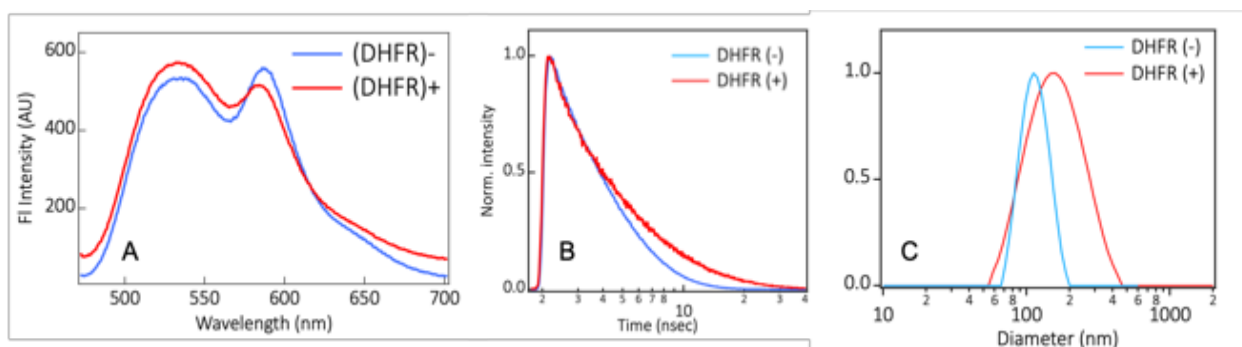 (DHFR)-
(DHFR)+
600
400
200
Fl Intensity (AU)
A
500
550
600
650
700
Wavelength (nm)
DHFR (-)
DHFR (+)
1.0
0.5
0.0
Norm. intensity
B
2
3
4
5
6
7
8
10
2
3
4
Time (nsec)
DHFR (-)
DHFR (+)
1.0
0.5
0.0
C
10
2
4
6
8
100
2
4
6
8
1000
2
Diameter (nm)